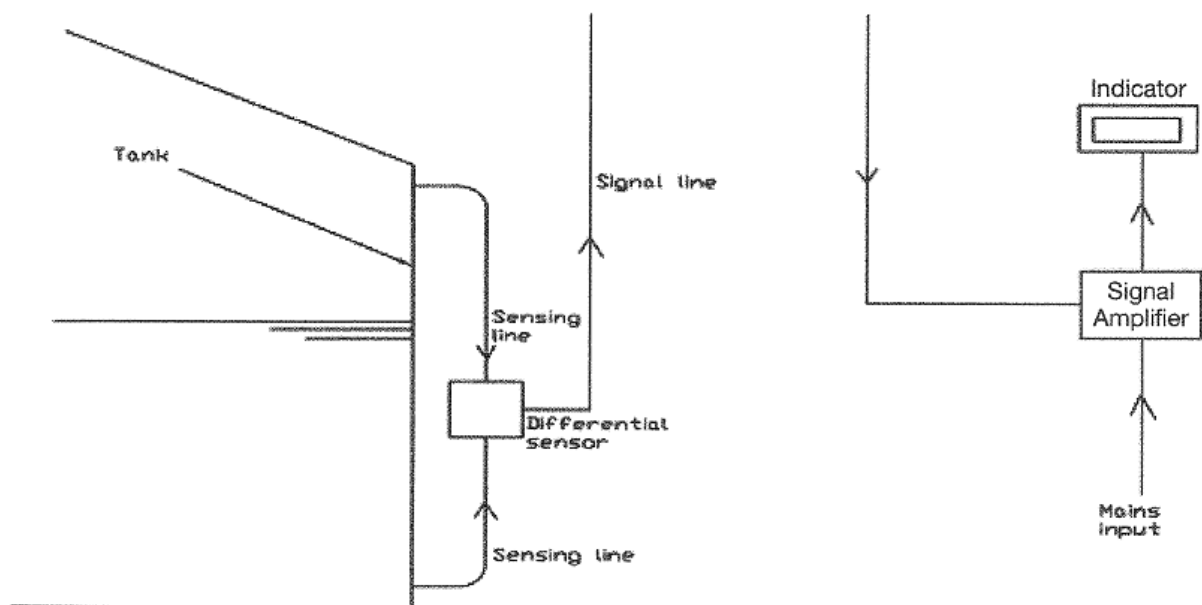 Indicator
Tank
Signal line
Signal
Amplifier
Sensing
line
Differential
sensor
Mains
input
Sensing line